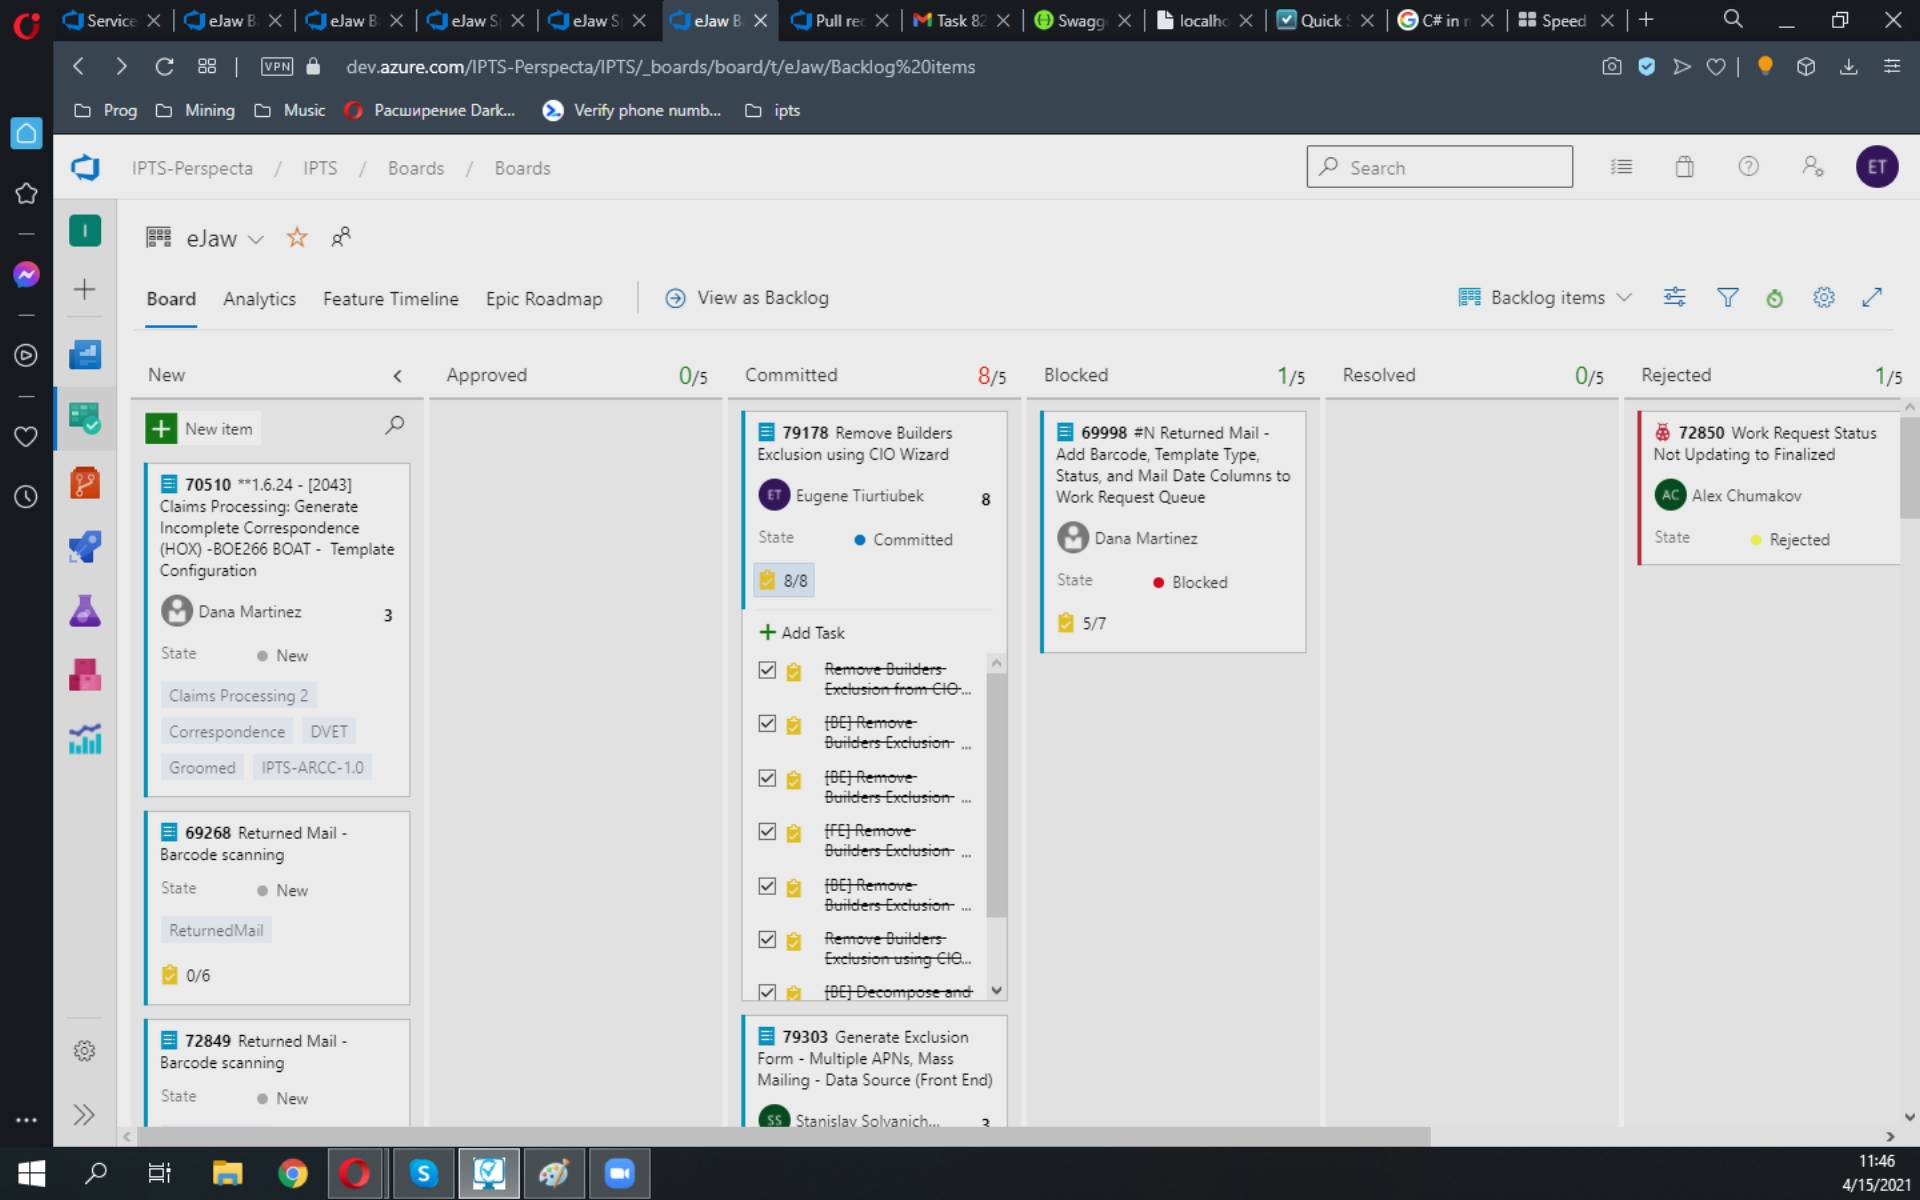 Service
eJaw B
eJaw B
eJaw S
eJaw S
eJaw B
Pull rec
Task 82
Swagg
localho
Quick
C# in
Speed
VPN
dev.azure.com/IPTS-Perspecta/IPTS/_boards/board/t/eJaw/Backlog%20items
Prog
Mining
Music
Расширение Dark...
Verify phone numb...
ipts
IPTS-Perspecta / IPTS / Boards / Boards
Search
ET
I
eJaw
Board
Analytics
Feature Timeline
Epic Roadmap
View as Backlog
Backlog items
New
Approved 0/5
Committed 8/5
Blocked 1/5
Resolved 0/5
Rejected 1/5
New item
70510 **1.6.24 - [2043]
Claims Processing: Generate
Incomplete Correspondence
(HOX) -BOE266 BOAT - Template
Configuration
Dana Martinez 3
State New
Claims Processing 2
Correspondence DVET
Groomed IPTS-ARCC-1.0
69268 Returned Mail -
Barcode scanning
State New
ReturnedMail
0/6
72849 Returned Mail -
Barcode scanning
State New
79178 Remove Builders
Exclusion using CIO Wizard
ET Eugene Tiurtiubek 8
State Committed
8/8
Add Task
Remove Builders
Exclusion from CIO ...
[BE] Remove
Builders Exclusion ...
[BE] Remove
Builders Exclusion ...
[FE] Remove
Builders Exclusion ...
[BE] Remove
Builders Exclusion ...
Remove Builders
Exclusion using CIO...
[BE] Decompose and
79303 Generate Exclusion
Form - Multiple APNs, Mass
Mailing - Data Source (Front End)
SS Stanislav Solyanich... 3
69998 #N Returned Mail -
Add Barcode, Template Type,
Status, and Mail Date Columns to
Work Request Queue
Dana Martinez
State Blocked
5/7
72850 Work Request Status
Not Updating to Finalized
AC Alex Chumakov
State Rejected
11:46
4/15/2021